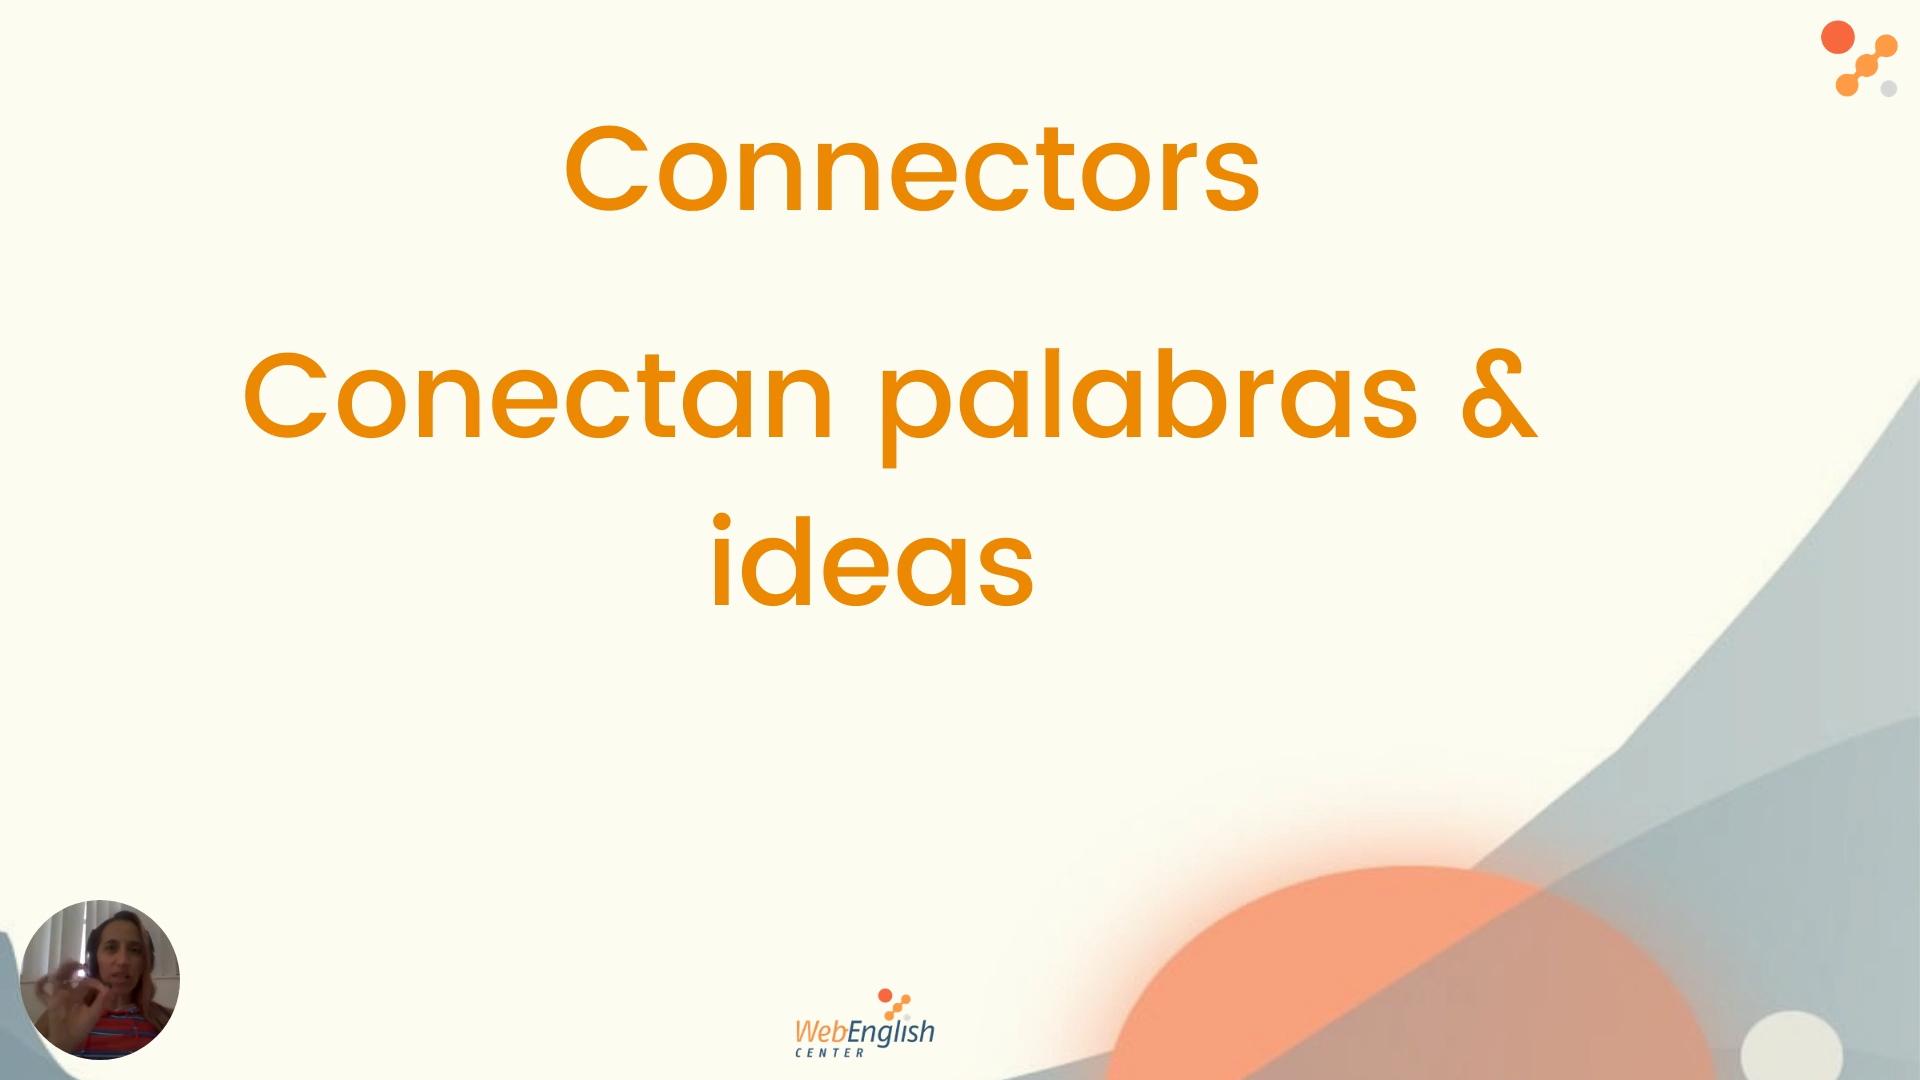 Connectors
Conectan palabras &
ideas
WebEnglish
CENTER